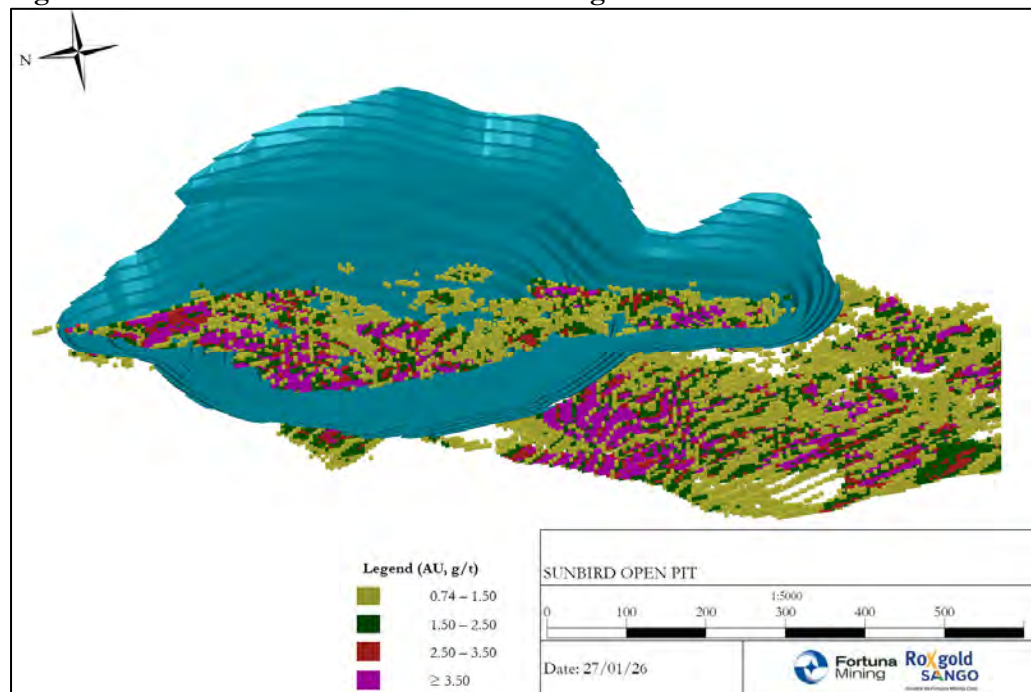 N
Legend (AU, g/t)
0.74 – 1.50
1.50 – 2.50
2.50 – 3.50
≥ 3.50
SUNBIRD OPEN PIT
1:5000
0 100 200 300 400 500
Date: 27/01/26
Fortuna Mining
Roxgold SANGO